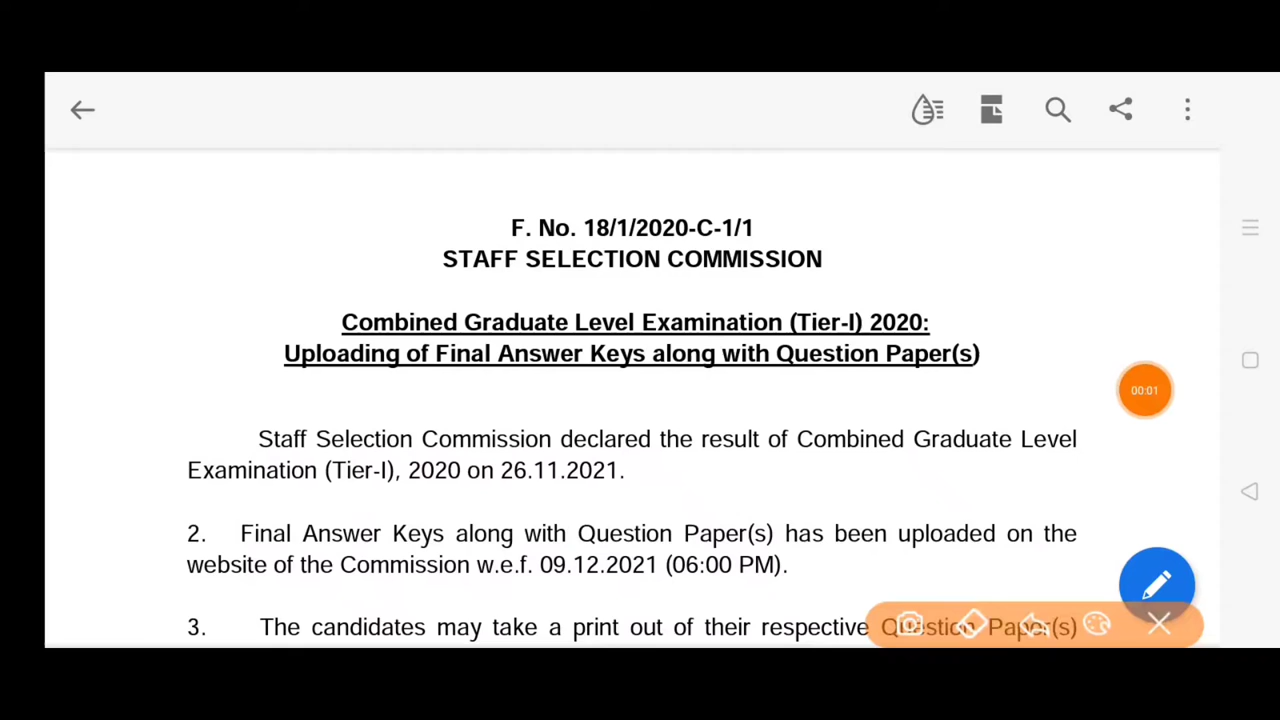 F. No. 18/1/2020-C-1/1
STAFF SELECTION COMMISSION
Combined Graduate Level Examination (Tier-I) 2020:
Uploading of Final Answer Keys along with Question Paper(s)
00:01
Staff Selection Commission declared the result of Combined Graduate Level
Examination (Tier-I), 2020 on 26.11.2021.
2. Final Answer Keys along with Question Paper(s) has been uploaded on the
website of the Commission w.e.f. 09.12.2021 (06:00 PM).
3. The candidates may take a print out of their respective Question Paper(s)